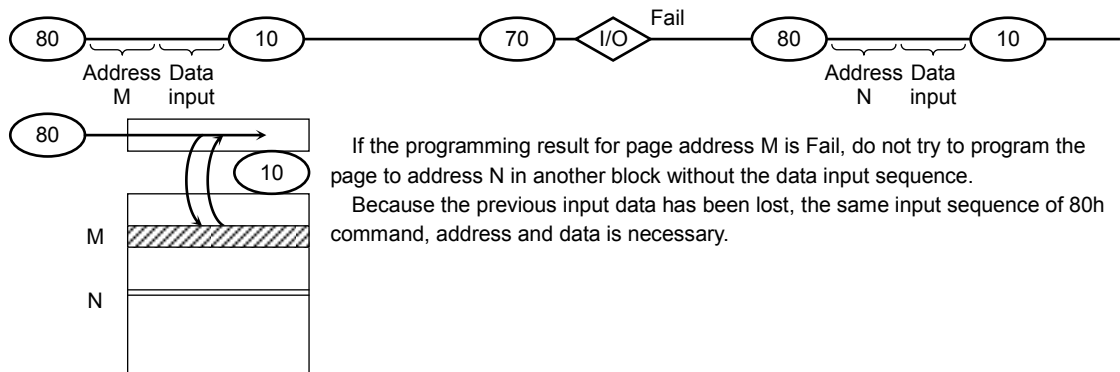 Fail
80 10 70 I/O 80 10
Address Data Address Data
M input N input
80
10
If the programming result for page address M is Fail, do not try to program the
page to address N in another block without the data input sequence.
Because the previous input data has been lost, the same input sequence of 80h
command, address and data is necessary.
M
N